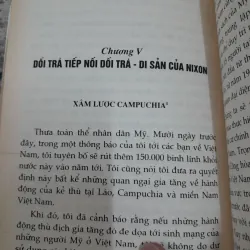 Chương V
DỐI TRÁ TIẾP NỐI DỐI TRÁ - DI SẢN CỦA NIXON
XÂM LƯỢC CAMPUCHIA¹
Thưa toàn thể nhân dân Mỹ. Mười ngày trước
đây, trong một thông báo của tôi tới các bạn về Việt
Nam, tôi tuyên bố sẽ rút thêm 150.000 binh lính khỏi
nước này vào năm tới. Tôi cũng nói tôi đưa ra quyết
định này bất kể những quan ngại gia tăng về hành
động của kẻ thù tại Lào, Campuchia và miền Nam
Việt Nam.
Khi đó, tôi đã cảnh báo rằng nếu những hành
động thù địch gia tăng đó đe dọa tới sinh mạng của
những người Mỹ ở Việt Nam,